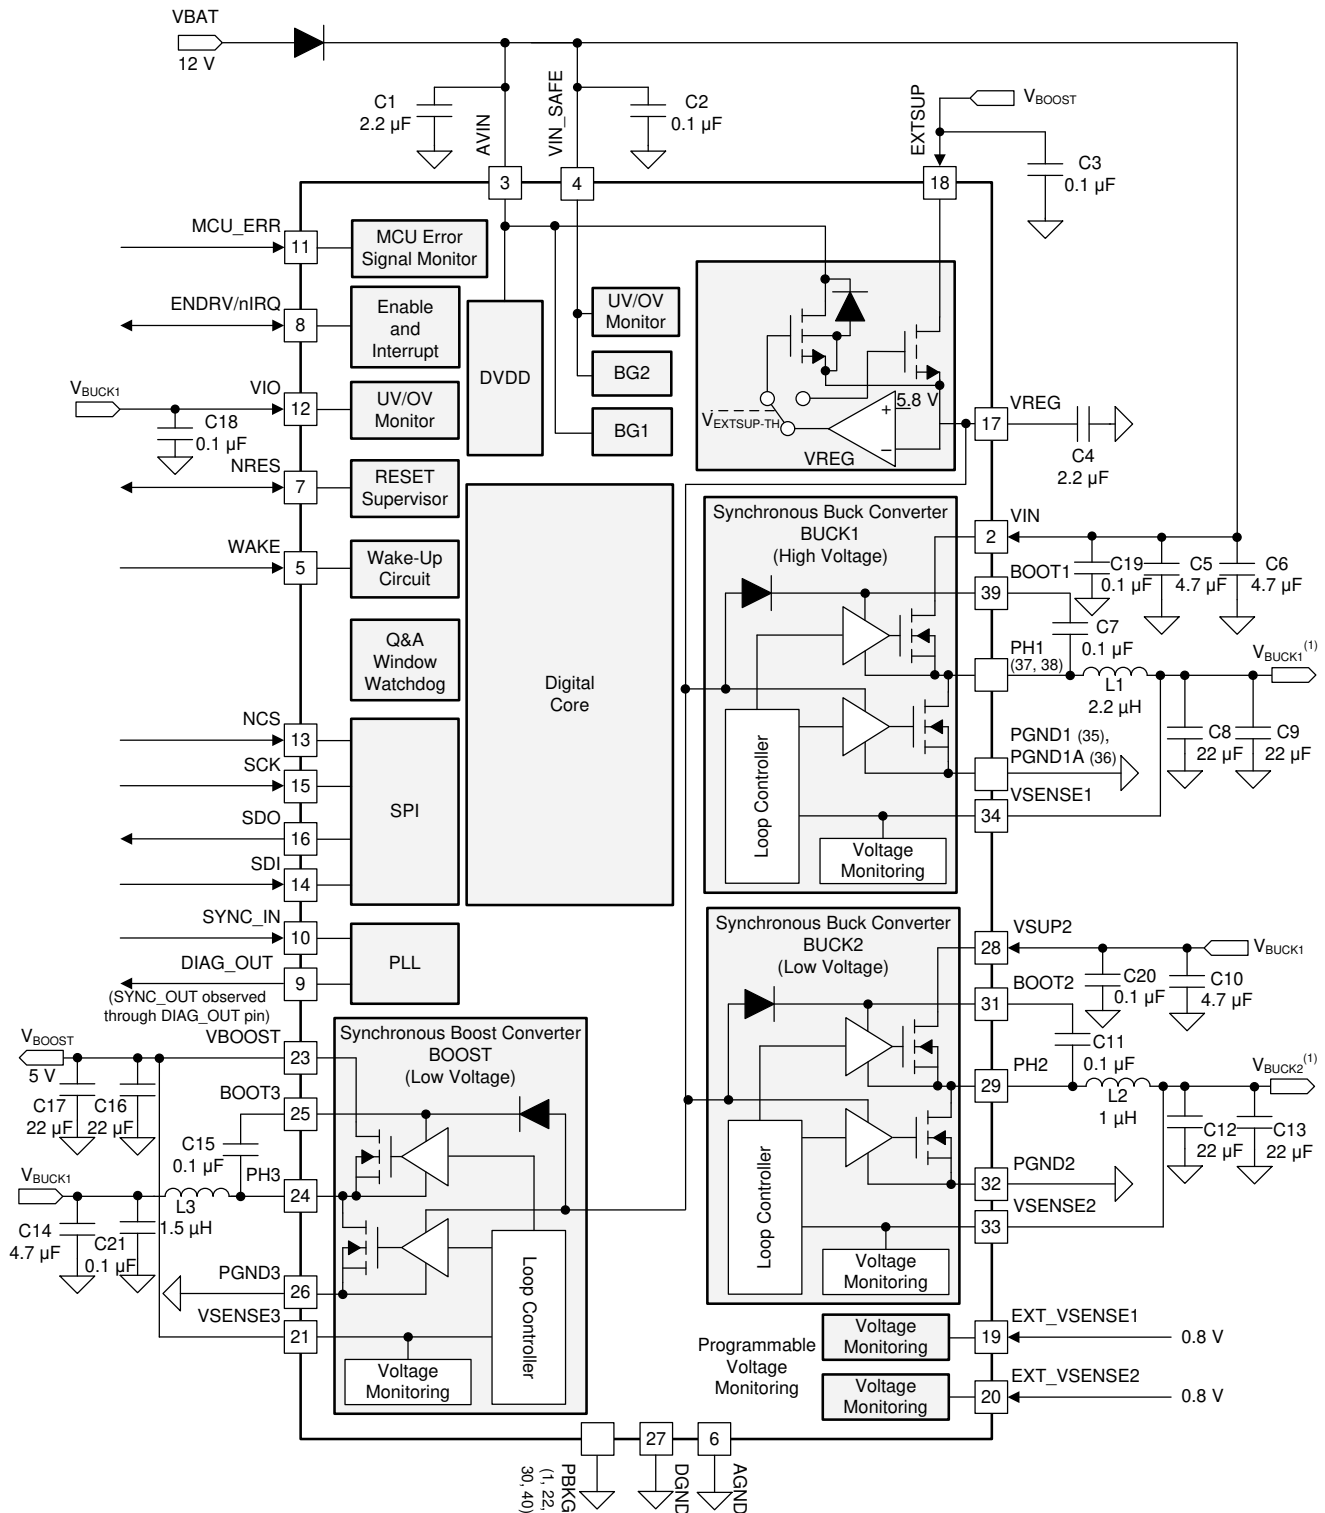 VBAT
12 V
C1
2.2 µF
AVIN
VIN_SAFE
C2
0.1 µF
EXTSUP
V_BOOST
C3
0.1 µF
3
4
18
MCU_ERR
11
MCU Error
Signal Monitor
ENDRV/nIRQ
8
Enable
and
Interrupt
DVDD
UV/OV
Monitor
BG2
BG1
V_BUCK1
VIO
12
UV/OV
Monitor
C18
0.1 µF
5.8 V
+
−
V_EXTSUP-TH
VREG
17
VREG
C4
2.2 µF
NRES
7
RESET
Supervisor
WAKE
5
Wake-Up
Circuit
Q&A
Window
Watchdog
Digital
Core
NCS
13
SCK
15
SDO
16
SDI
14
SPI
SYNC_IN
10
DIAG_OUT
9
PLL
(SYNC_OUT observed
through DIAG_OUT pin)
Synchronous Buck Converter
BUCK1
(High Voltage)
Loop Controller
Voltage
Monitoring
2
VIN
C19
0.1 µF
C5
4.7 µF
C6
4.7 µF
BOOT1
39
C7
0.1 µF
PH1
(37, 38)
L1
2.2 µH
V_BUCK1(1)
C8
22 µF
C9
22 µF
PGND1 (35),
PGND1A (36)
VSENSE1
34
Synchronous Buck Converter
BUCK2
(Low Voltage)
Loop Controller
Voltage
Monitoring
VSUP2
28
V_BUCK1
C20
0.1 µF
C10
4.7 µF
BOOT2
31
C11
0.1 µF
PH2
29
L2
1 µH
V_BUCK2(1)
C12
22 µF
C13
22 µF
PGND2
32
VSENSE2
33
VBOOST
23
V_BOOST
5 V
C17
22 µF
C16
22 µF
BOOT3
25
C15
0.1 µF
PH3
24
V_BUCK1
L3
1.5 µH
C14
4.7 µF
C21
0.1 µF
PGND3
26
VSENSE3
21
Synchronous Boost Converter
BOOST
(Low Voltage)
Loop Controller
Voltage
Monitoring
Programmable
Voltage
Monitoring
Voltage
Monitoring
19
EXT_VSENSE1
0.8 V
Voltage
Monitoring
20
EXT_VSENSE2
0.8 V
27
6
PBKG
(1, 22,
30, 40)
DGND
AGND